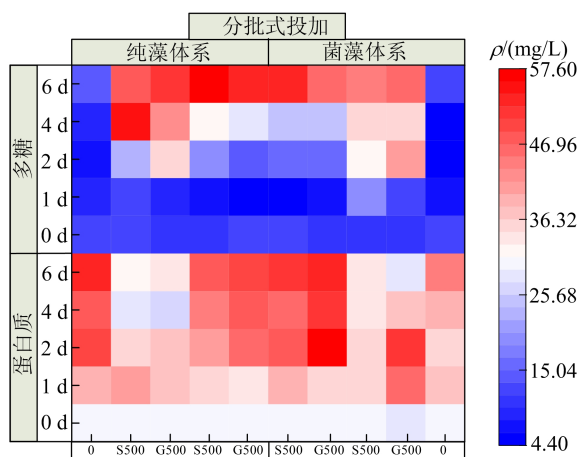 分批式投加
纯藻体系 菌藻体系
ρ/(mg/L)
多糖
6 d
4 d
2 d
1 d
0 d
蛋白质
6 d
4 d
2 d
1 d
0 d
0 S500 G500 S500 G500 S500 G500 S500 G500 0
57.60
46.96
36.32
25.68
15.04
4.40